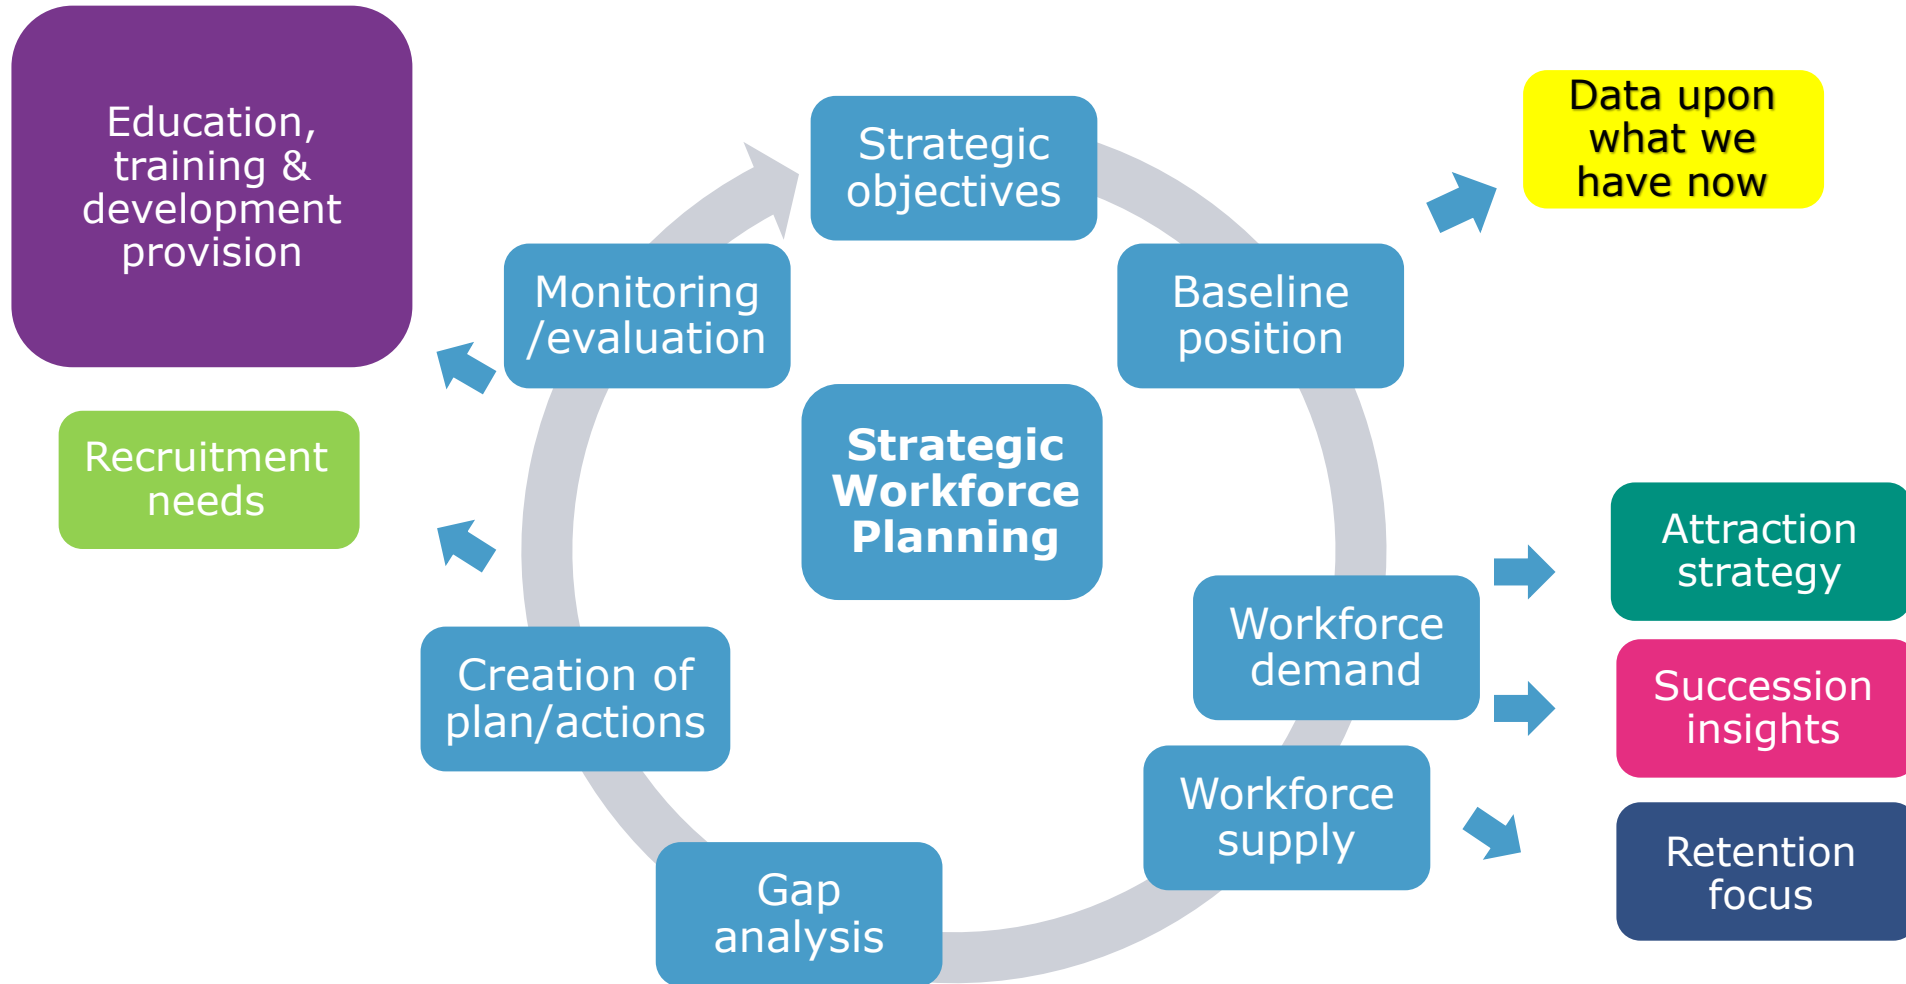 Education,
training &
development
provision
Strategic
objectives
Data upon
what we
have now
Monitoring
/evaluation
Baseline
position
Strategic
Workforce
Planning
Recruitment
needs
Attraction
strategy
Workforce
demand
Creation of
plan/actions
Succession
insights
Workforce
supply
Retention
focus
Gap
analysis